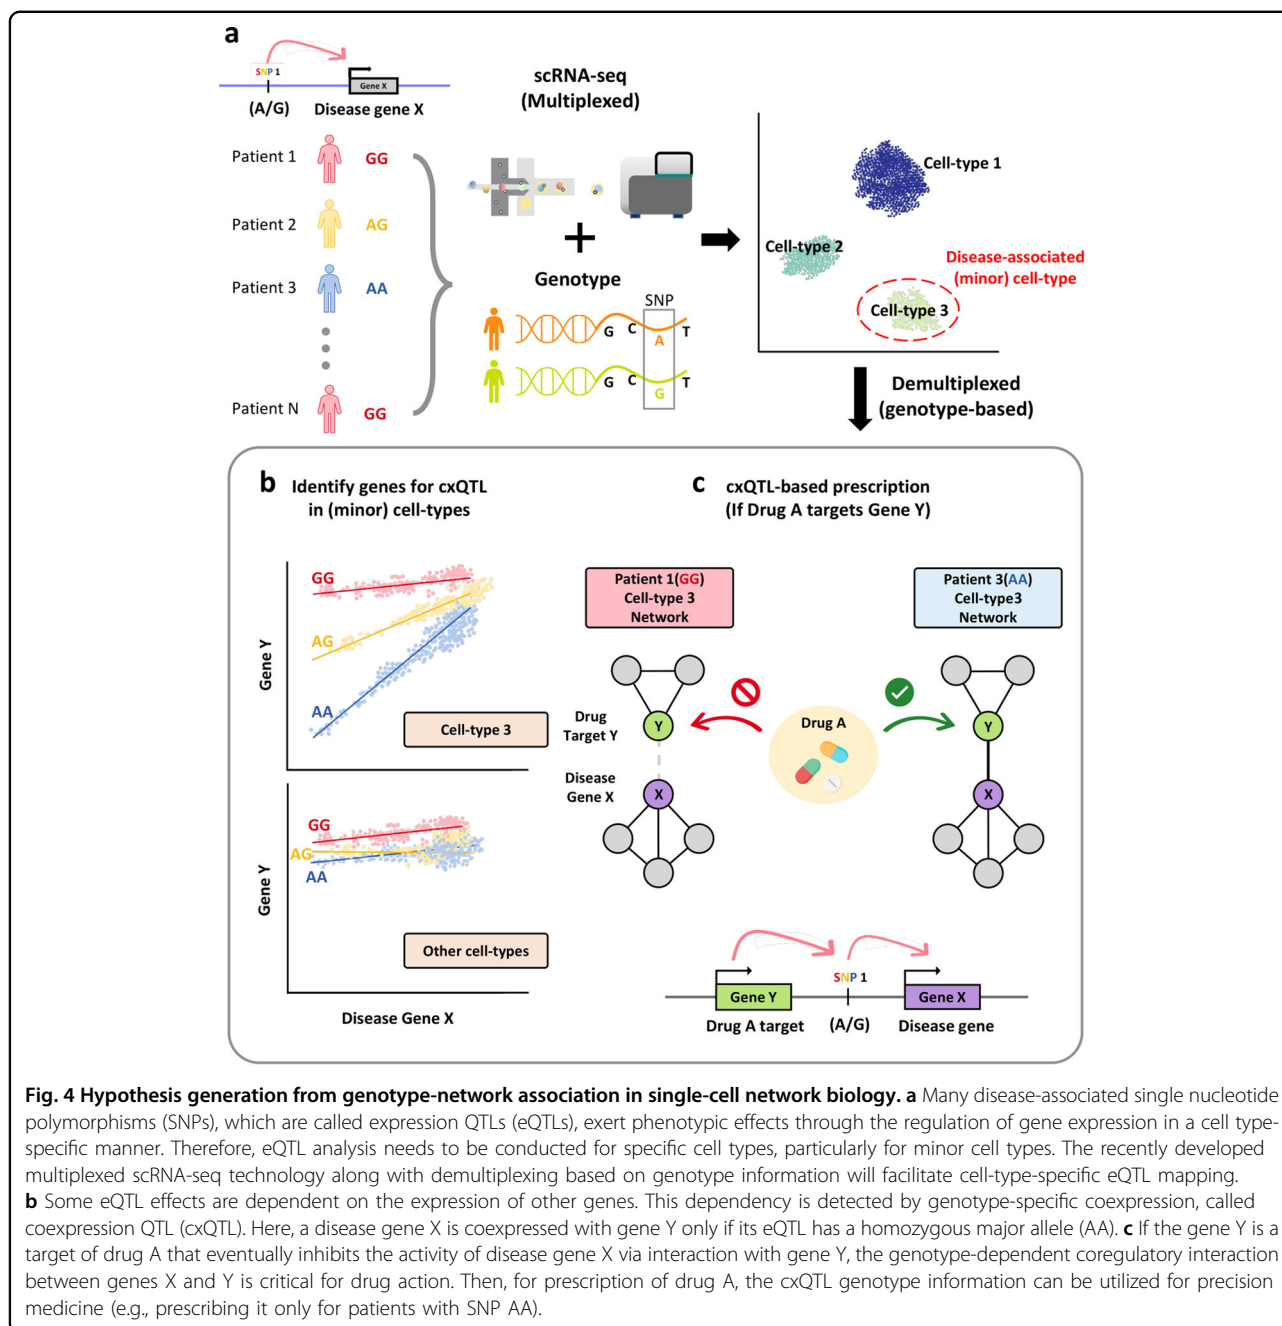 a
SNP 1
Gene X
(A/G)
Disease gene X
Patient 1
GG
Patient 2
AG
Patient 3
AA
Patient N
GG
scRNA-seq
(Multiplexed)
Genotype
SNP
G C A T
G C G T
Cell-type 1
Cell-type 2
Disease-associated
(minor) cell-type
Cell-type 3
Demultiplexed
(genotype-based)
b
Identify genes for cxQTL
in (minor) cell-types
Gene Y
GG
AG
AA
Cell-type 3
Gene Y
GG
AG
AA
Other cell-types
Disease Gene X
c
cxQTL-based prescription
(If Drug A targets Gene Y)
Patient 1(GG)
Cell-type 3
Network
Patient 3(AA)
Cell-type3
Network
Drug
Target Y
Y
Disease
Gene X
X
Drug A
Y
X
SNP 1
Gene Y
Gene X
Drug A target
(A/G)
Disease gene
Fig. 4 Hypothesis generation from genotype-network association in single-cell network biology. a Many disease-associated single nucleotide
polymorphisms (SNPs), which are called expression QTLs (eQTLs), exert phenotypic effects through the regulation of gene expression in a cell type-
specific manner. Therefore, eQTL analysis needs to be conducted for specific cell types, particularly for minor cell types. The recently developed
multiplexed scRNA-seq technology along with demultiplexing based on genotype information will facilitate cell-type-specific eQTL mapping.
b Some eQTL effects are dependent on the expression of other genes. This dependency is detected by genotype-specific coexpression, called
coexpression QTL (cxQTL). Here, a disease gene X is coexpressed with gene Y only if its eQTL has a homozygous major allele (AA). c If the gene Y is a
target of drug A that eventually inhibits the activity of disease gene X via interaction with gene Y, the genotype-dependent coregulatory interaction
between genes X and Y is critical for drug action. Then, for prescription of drug A, the cxQTL genotype information can be utilized for precision
medicine (e.g., prescribing it only for patients with SNP AA).